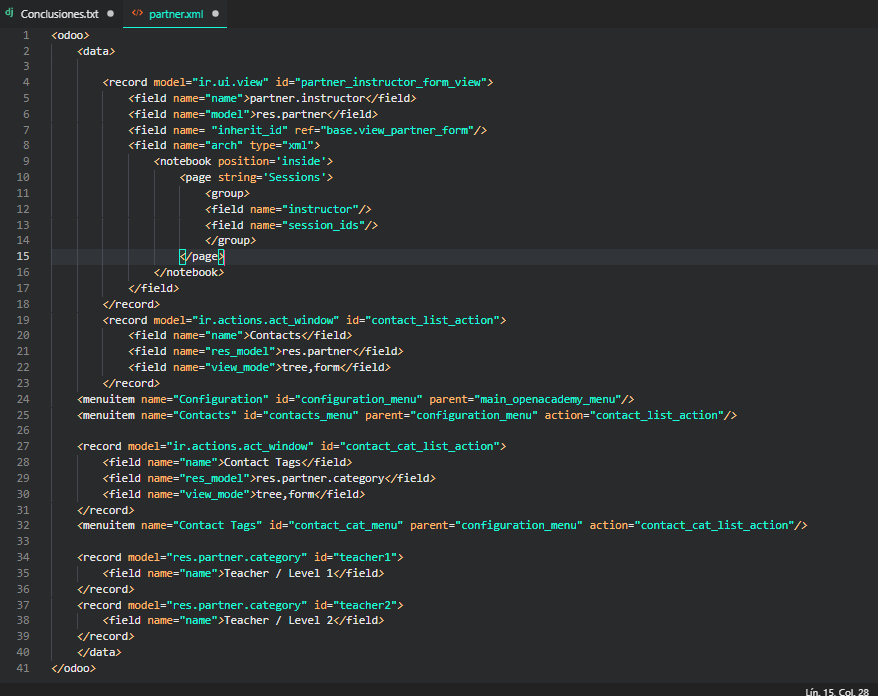 Conclusiones.txt partner.xml
1 <odoo>
2 <data>
3
4 <record model="ir.ui.view" id="partner_instructor_form_view">
5 <field name="name">partner.instructor</field>
6 <field name="model">res.partner</field>
7 <field name= "inherit_id" ref="base.view_partner_form"/>
8 <field name="arch" type="xml">
9 <notebook position='inside'>
10 <page string='Sessions'>
11 <group>
12 <field name="instructor"/>
13 <field name="session_ids"/>
14 </group>
15 </page>
16 </notebook>
17 </field>
18 </record>
19 <record model="ir.actions.act_window" id="contact_list_action">
20 <field name="name">Contacts</field>
21 <field name="res_model">res.partner</field>
22 <field name="view_mode">tree,form</field>
23 </record>
24 <menuitem name="Configuration" id="configuration_menu" parent="main_openacademy_menu"/>
25 <menuitem name="Contacts" id="contacts_menu" parent="configuration_menu" action="contact_list_action"/>
26
27 <record model="ir.actions.act_window" id="contact_cat_list_action">
28 <field name="name">Contact Tags</field>
29 <field name="res_model">res.partner.category</field>
30 <field name="view_mode">tree,form</field>
31 </record>
32 <menuitem name="Contact Tags" id="contact_cat_menu" parent="configuration_menu" action="contact_cat_list_action"/>
33
34 <record model="res.partner.category" id="teacher1">
35 <field name="name">Teacher / Level 1</field>
36 </record>
37 <record model="res.partner.category" id="teacher2">
38 <field name="name">Teacher / Level 2</field>
39 </record>
40 </data>
41 </odoo>
Lín. 15, Col. 28